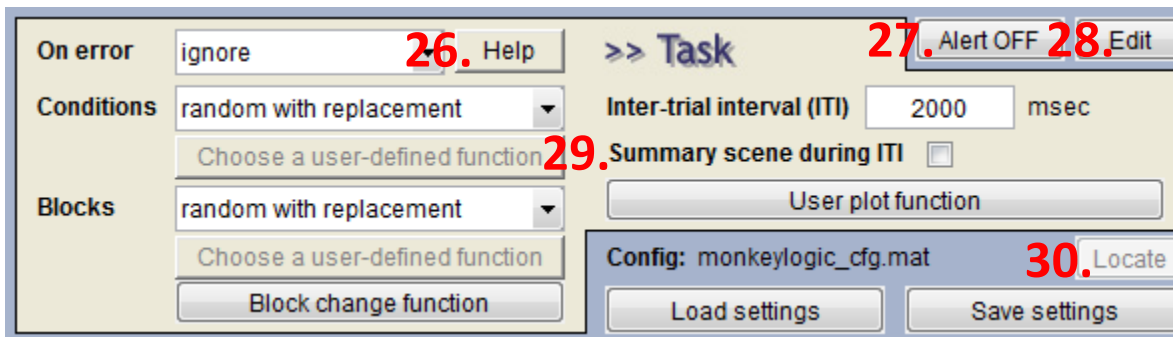 On error ignore 26. Help >> Task 27. Alert OFF 28. Edit
Conditions random with replacement Inter-trial interval (ITI) 2000 msec
Choose a user-defined function 29. Summary scene during ITI
Blocks random with replacement User plot function
Choose a user-defined function Config: monkeylogic_cfg.mat 30. Locate
Block change function Load settings Save settings